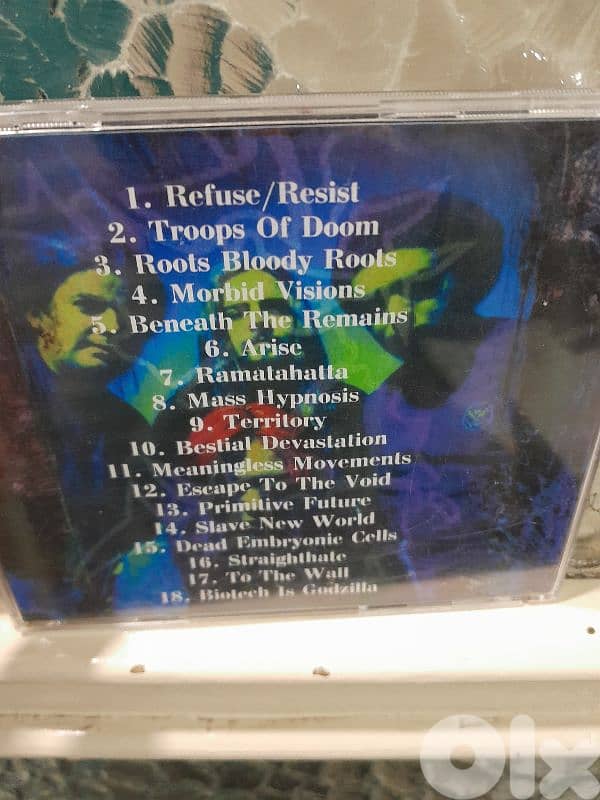 1. Refuse/Resist
2. Troops Of Doom
3. Roots Bloody Roots
4. Morbid Visions
5. Beneath The Remains
6. Arise
7. Ramatahatta
8. Mass Hypnosis
9. Territory
10. Bestial Devastation
11. Meaningless Movements
12. Escape To The Void
13. Primitive Future
14. Slave New World
15. Dead Embryonic Cells
16. Straighthate
17. To The Wall
18. Biotech Is Godzilla
OLX